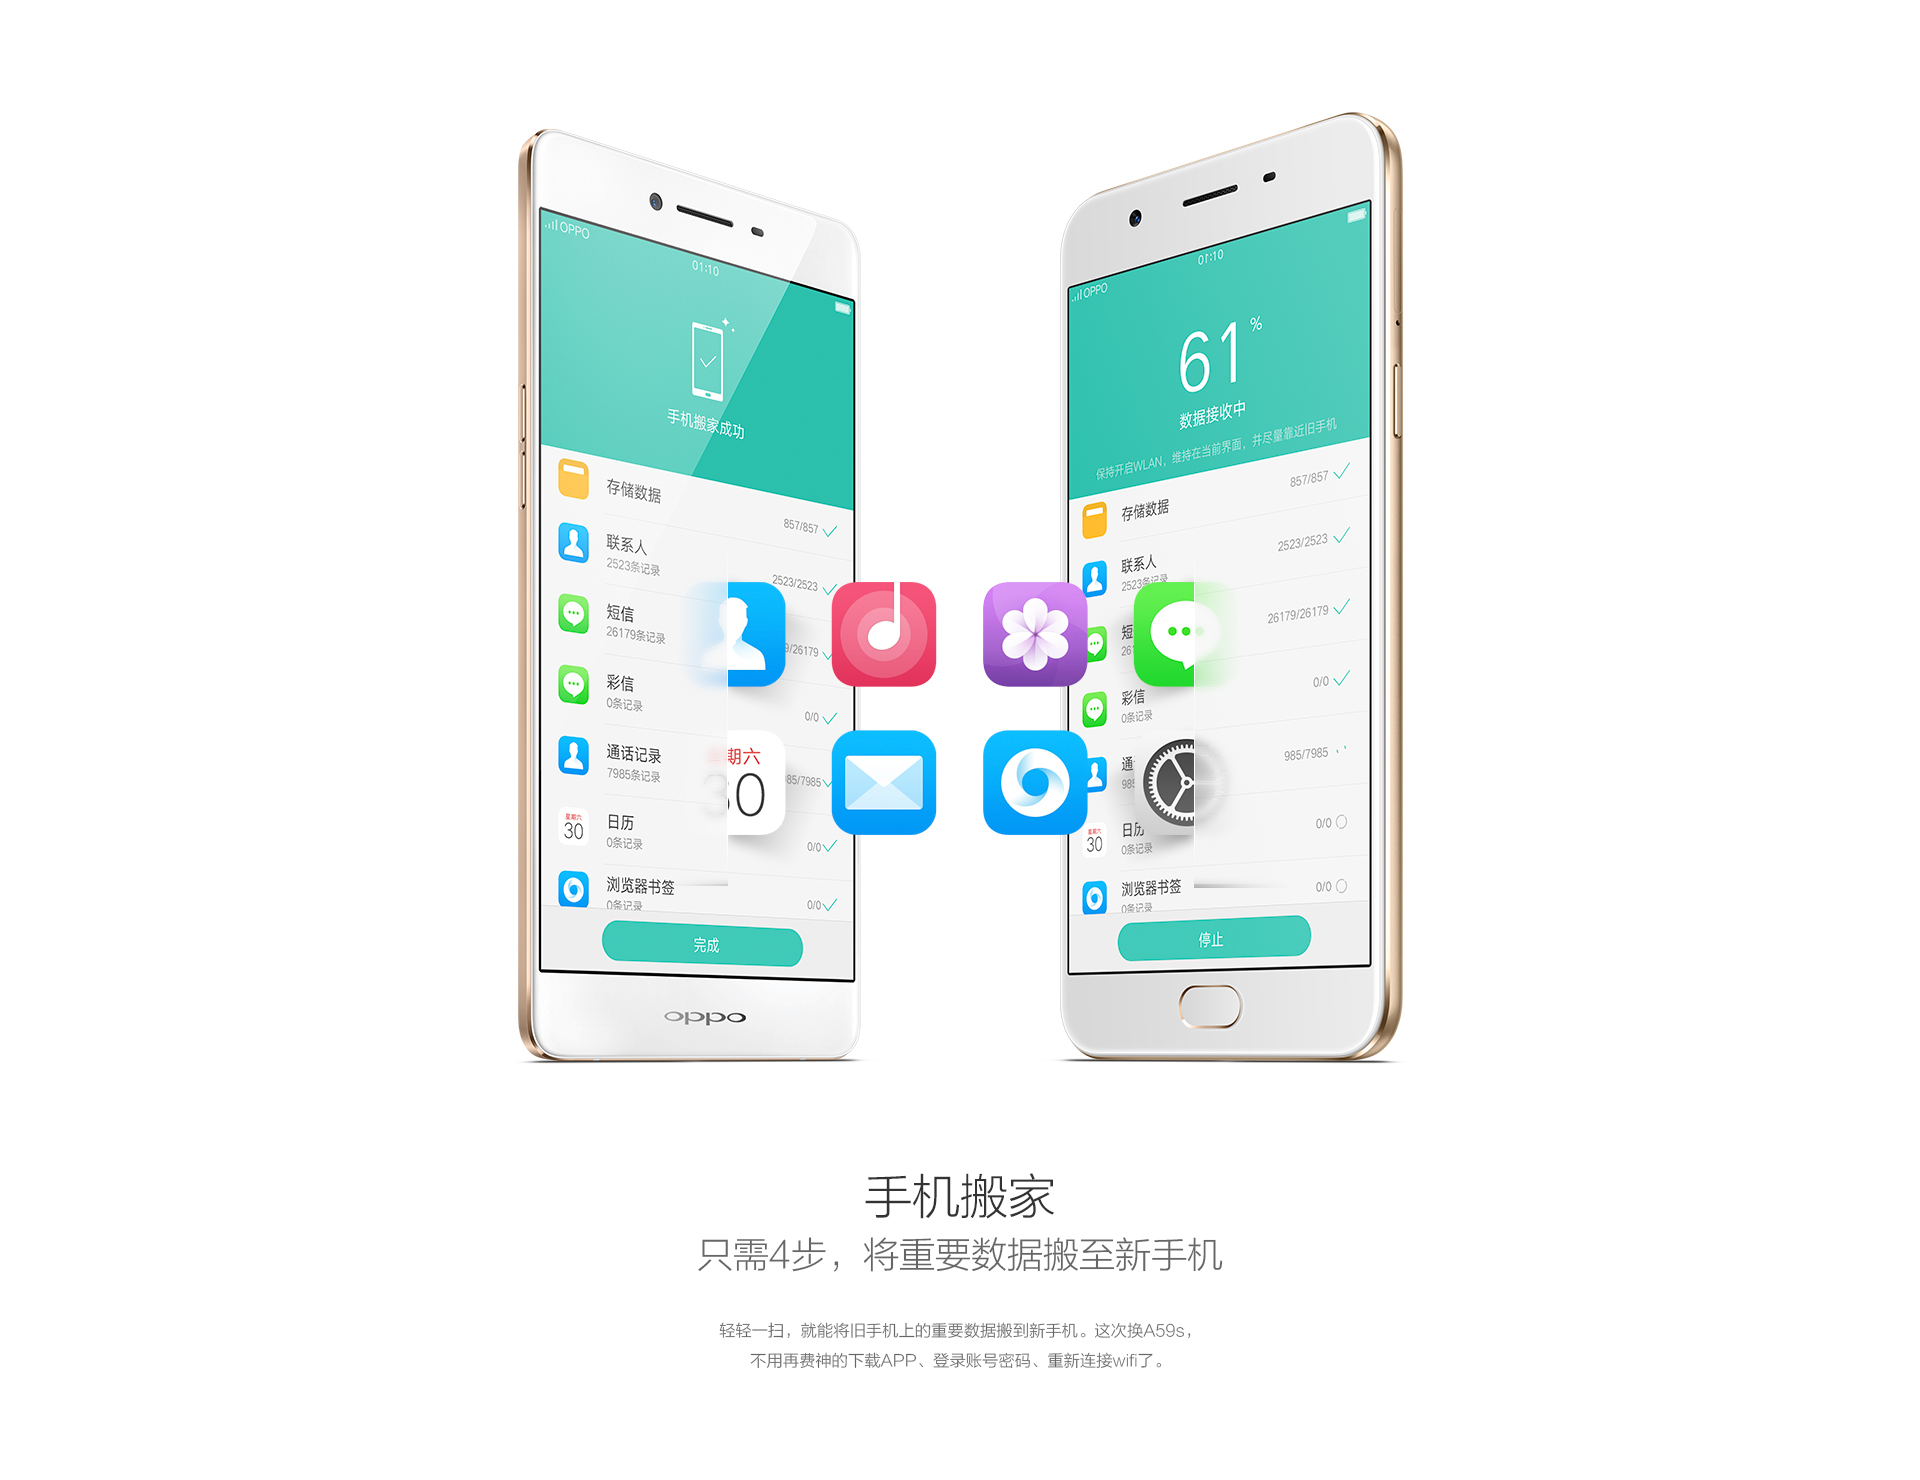 OPPO
01:10
手机搬家成功
存储数据
857/857
联系人
2523条记录
2523/2523
短信
26179条记录
/26179
彩信
0条记录
0/0
通话记录
7985条记录
85/7985
日历
0条记录
0/0
星期六
30
浏览器书签
0条记录
0/0
完成
oppo
期六
30
OPPO
01:10
61%
数据接收中
保持开启WLAN，维持在当前界面，并尽量靠近旧手机
存储数据
857/857
联系人
2523条记录
2523/2523
短
26
26179/26179
彩信
0条记录
0/0
通
985
985/7985
日历
0条记录
0/0
星期六
30
浏览器书签
0条记录
0/0
停止
手机搬家
只需4步，将重要数据搬至新手机
轻轻一扫，就能将旧手机上的重要数据搬到新手机。这次换A59s，
不用再费神的下载APP、登录账号密码、重新连接wifi了。